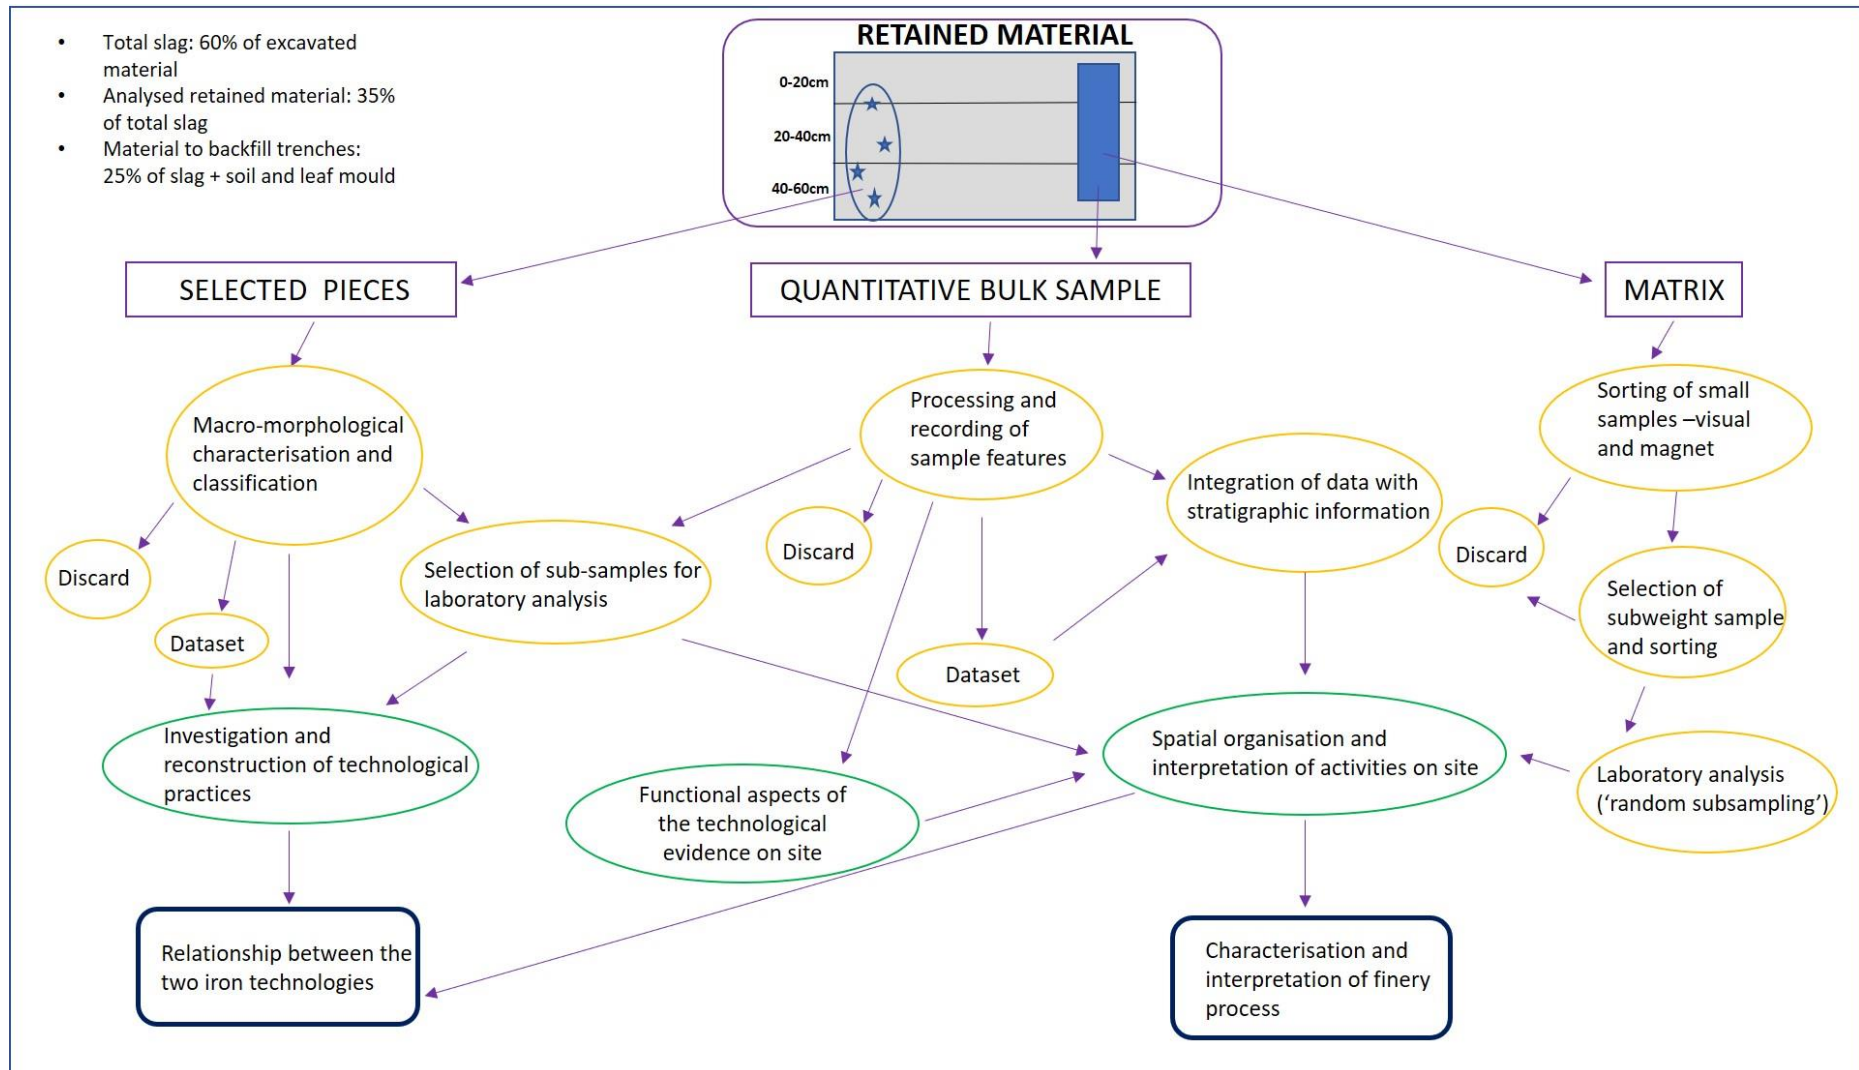 • Total slag: 60% of excavated
material
• Analysed retained material: 35%
of total slag
• Material to backfill trenches:
25% of slag + soil and leaf mould
RETAINED MATERIAL
0-20cm
20-40cm
40-60cm
SELECTED PIECES
QUANTITATIVE BULK SAMPLE
MATRIX
Macro-morphological
characterisation and
classification
Processing and
recording of
sample features
Sorting of small
samples –visual
and magnet
Integration of data with
stratigraphic information
Discard
Selection of sub-samples for
laboratory analysis
Discard
Discard
Selection of
subweight sample
and sorting
Dataset
Dataset
Investigation and
reconstruction of technological
practices
Functional aspects of
the technological
evidence on site
Spatial organisation and
interpretation of activities on site
Laboratory analysis
(‘random subsampling’)
Relationship between the
two iron technologies
Characterisation and
interpretation of finery
process